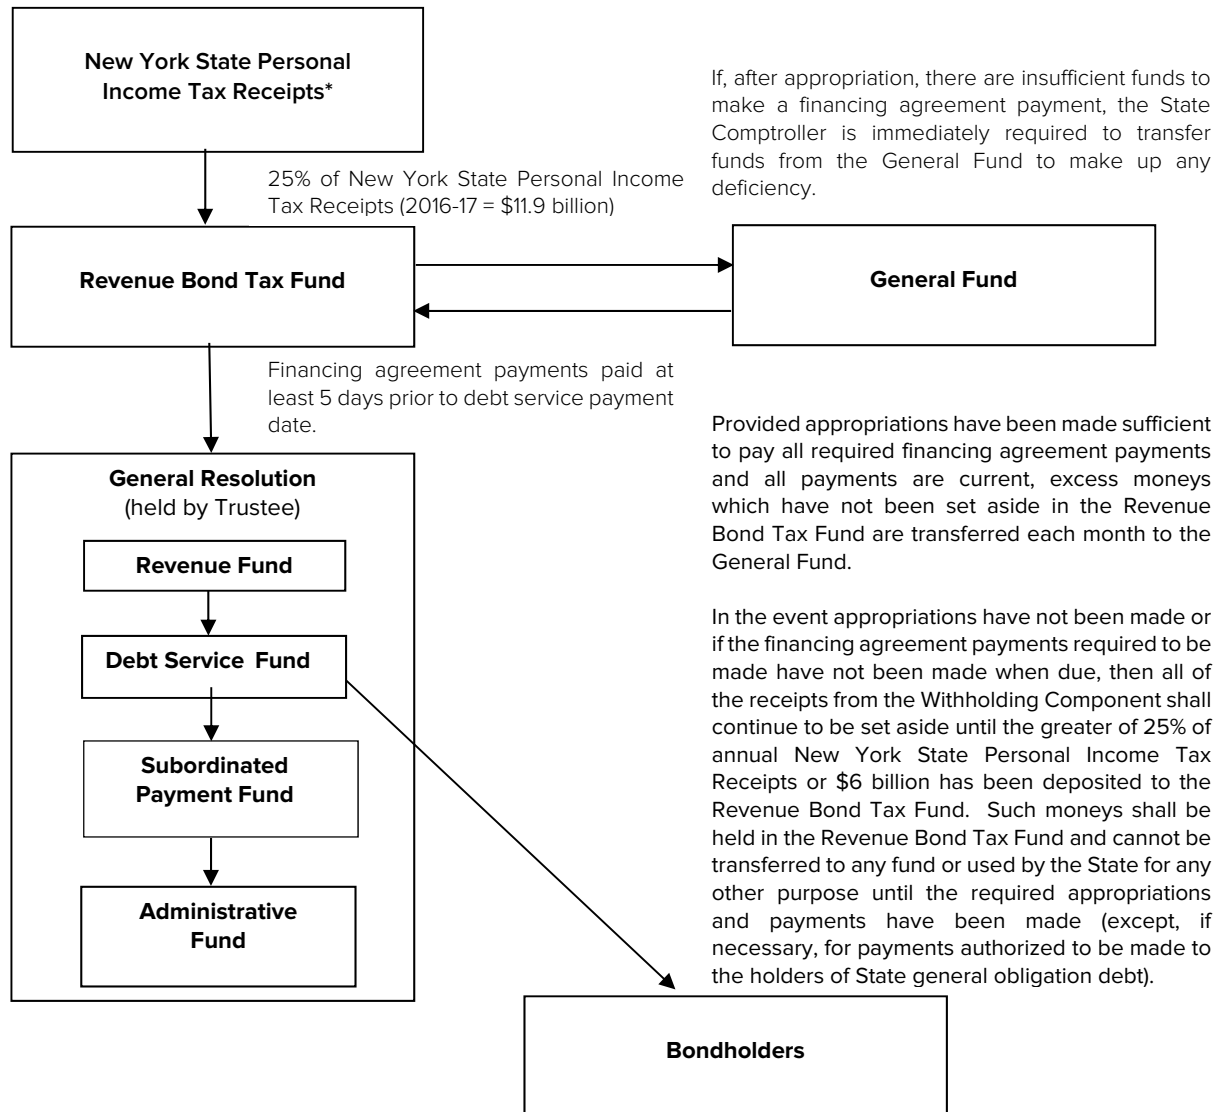 New York State Personal
Income Tax Receipts*
If, after appropriation, there are insufficient funds to
make a financing agreement payment, the State
Comptroller is immediately required to transfer
funds from the General Fund to make up any
deficiency.
25% of New York State Personal Income
Tax Receipts (2016-17 = $11.9 billion)
Revenue Bond Tax Fund
General Fund
Financing agreement payments paid at
least 5 days prior to debt service payment
date.
Provided appropriations have been made sufficient
to pay all required financing agreement payments
and all payments are current, excess moneys
which have not been set aside in the Revenue
Bond Tax Fund are transferred each month to the
General Fund.
In the event appropriations have not been made or
if the financing agreement payments required to be
made have not been made when due, then all of
the receipts from the Withholding Component shall
continue to be set aside until the greater of 25% of
annual New York State Personal Income Tax
Receipts or $6 billion has been deposited to the
Revenue Bond Tax Fund. Such moneys shall be
held in the Revenue Bond Tax Fund and cannot be
transferred to any fund or used by the State for any
other purpose until the required appropriations
and payments have been made (except, if
necessary, for payments authorized to be made to
the holders of State general obligation debt).
General Resolution
(held by Trustee)
Revenue Fund
Debt Service Fund
Subordinated
Payment Fund
Administrative
Fund
Bondholders